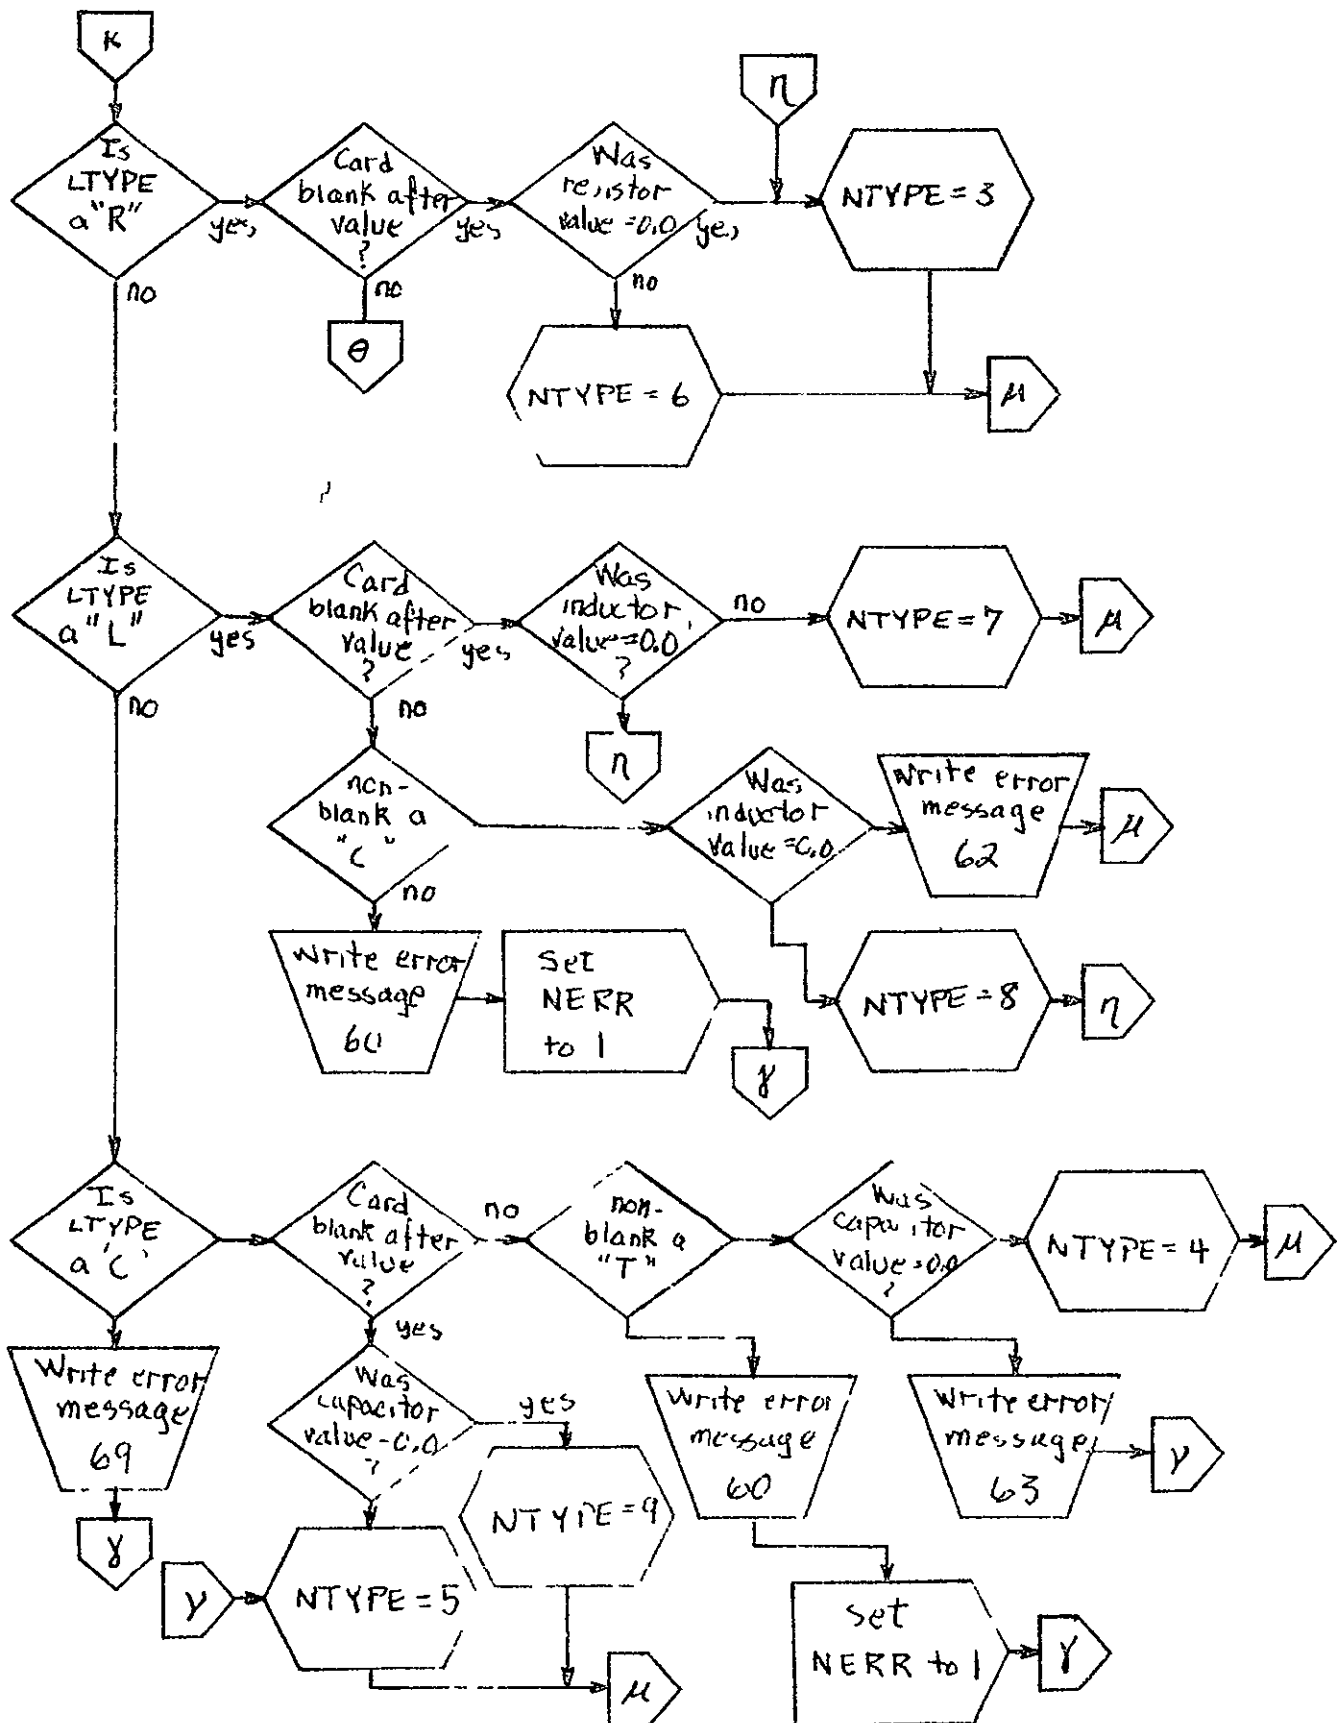 κ
η
Is
LTYPE
a "R"
yes
no
Card
blank after
value
?
yes
no
θ
Was
resistor
value = 0.0
yes
no
NTYPE = 3
NTYPE = 6
μ
Is
LTYPE
a "L"
yes
no
Card
blank after
value
?
yes
no
Was
inductor
value = 0.0
?
no
η
NTYPE = 7
μ
non-
blank a
"C"
no
Was
inductor
value = 0.0
Write error
message
62
μ
Write error
message
60
Set
NERR
to 1
γ
NTYPE = 8
η
Is
LTYPE
a 'C'
Card
blank after
value
?
no
yes
non-
blank a
"T"
Was
capacitor
value = 0.0
?
NTYPE = 4
μ
Write error
message
69
γ
Was
capacitor
value = 0.0
?
yes
NTYPE = 9
Write error
message
60
Write error
message
63
ν
ν
NTYPE = 5
μ
Set
NERR to 1
γ